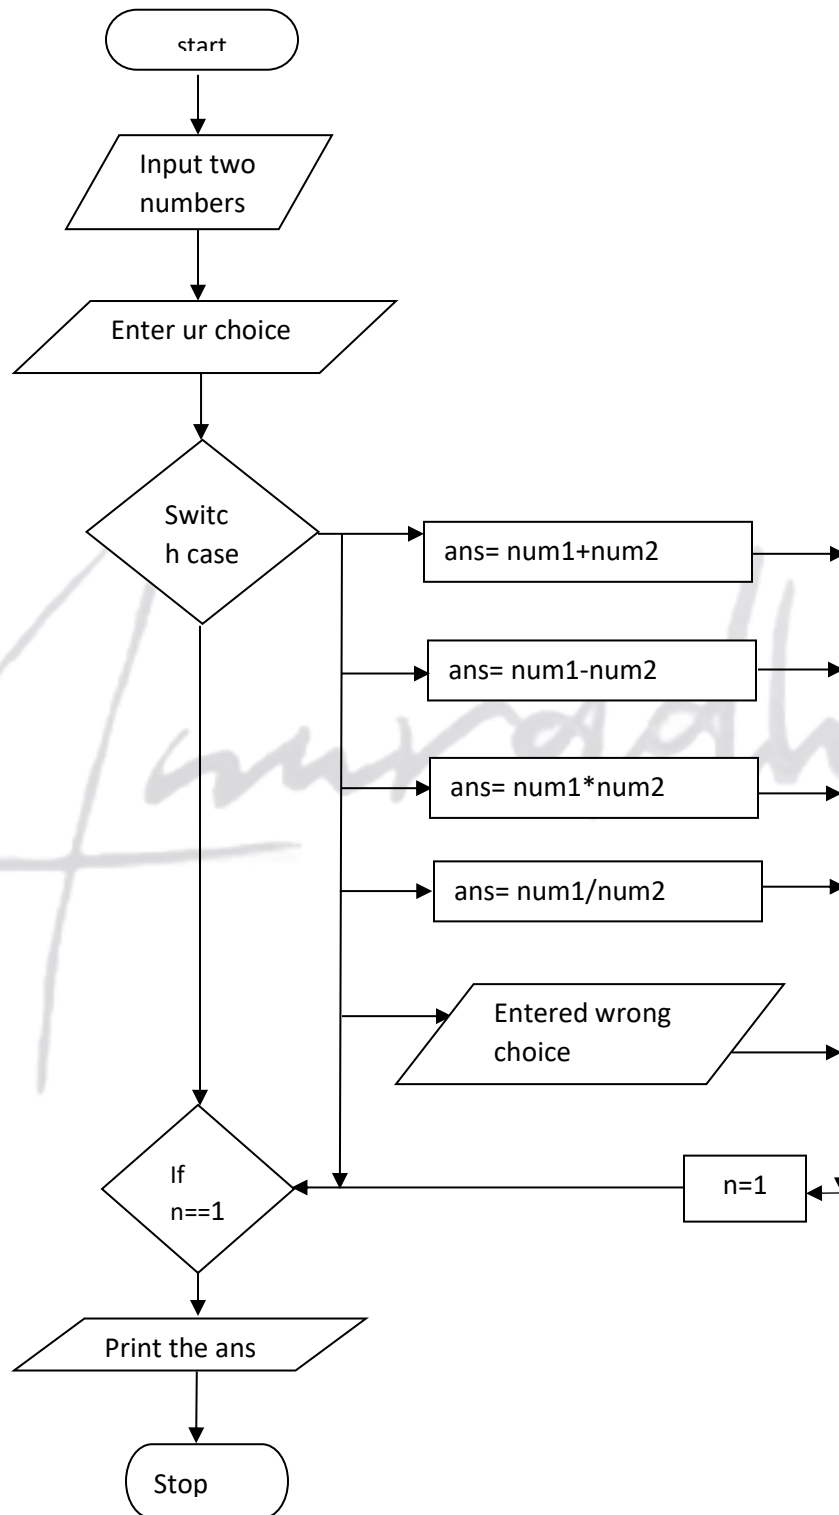 start
Input two
numbers
Enter ur choice
Switc
h case
ans= num1+num2
ans= num1-num2
ans= num1*num2
ans= num1/num2
Entered wrong
choice
n=1
If
n==1
Print the ans
Stop